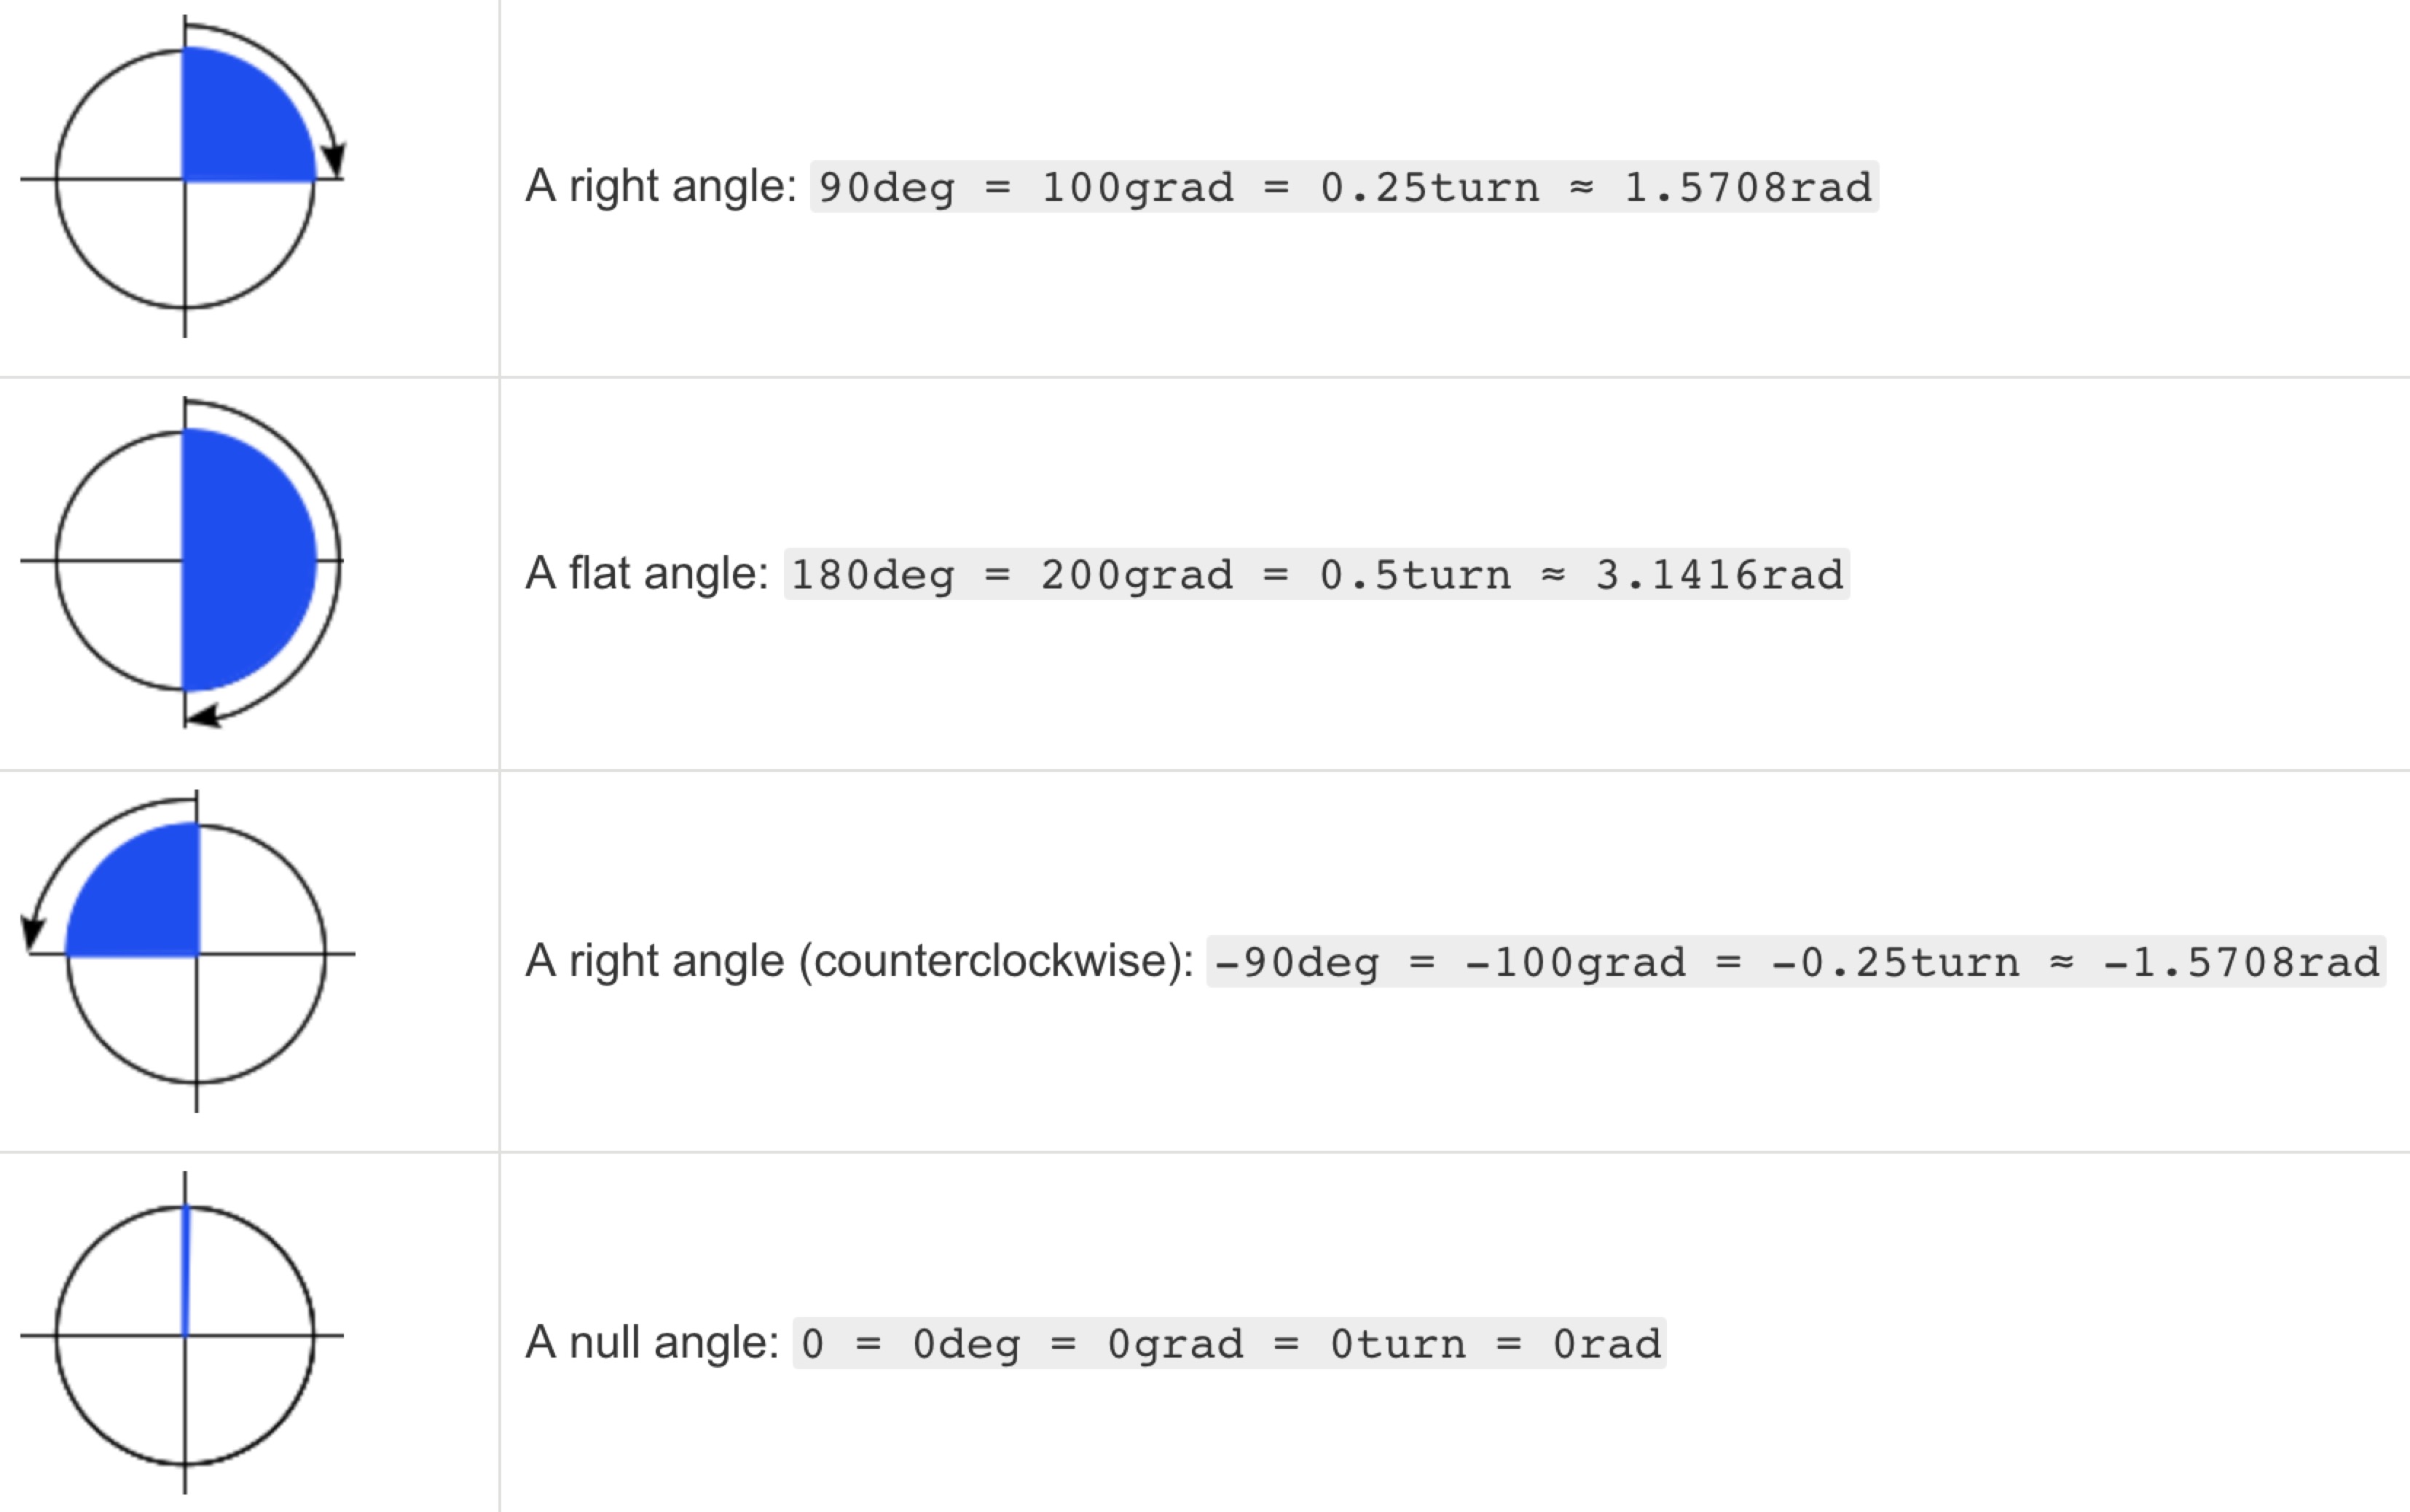 A right angle: 90deg = 100grad = 0.25turn ≈ 1.5708rad
A flat angle: 180deg = 200grad = 0.5turn ≈ 3.1416rad
A right angle (counterclockwise): -90deg = -100grad = -0.25turn ≈ -1.5708rad
A null angle: 0 = 0deg = 0grad = 0turn = 0rad